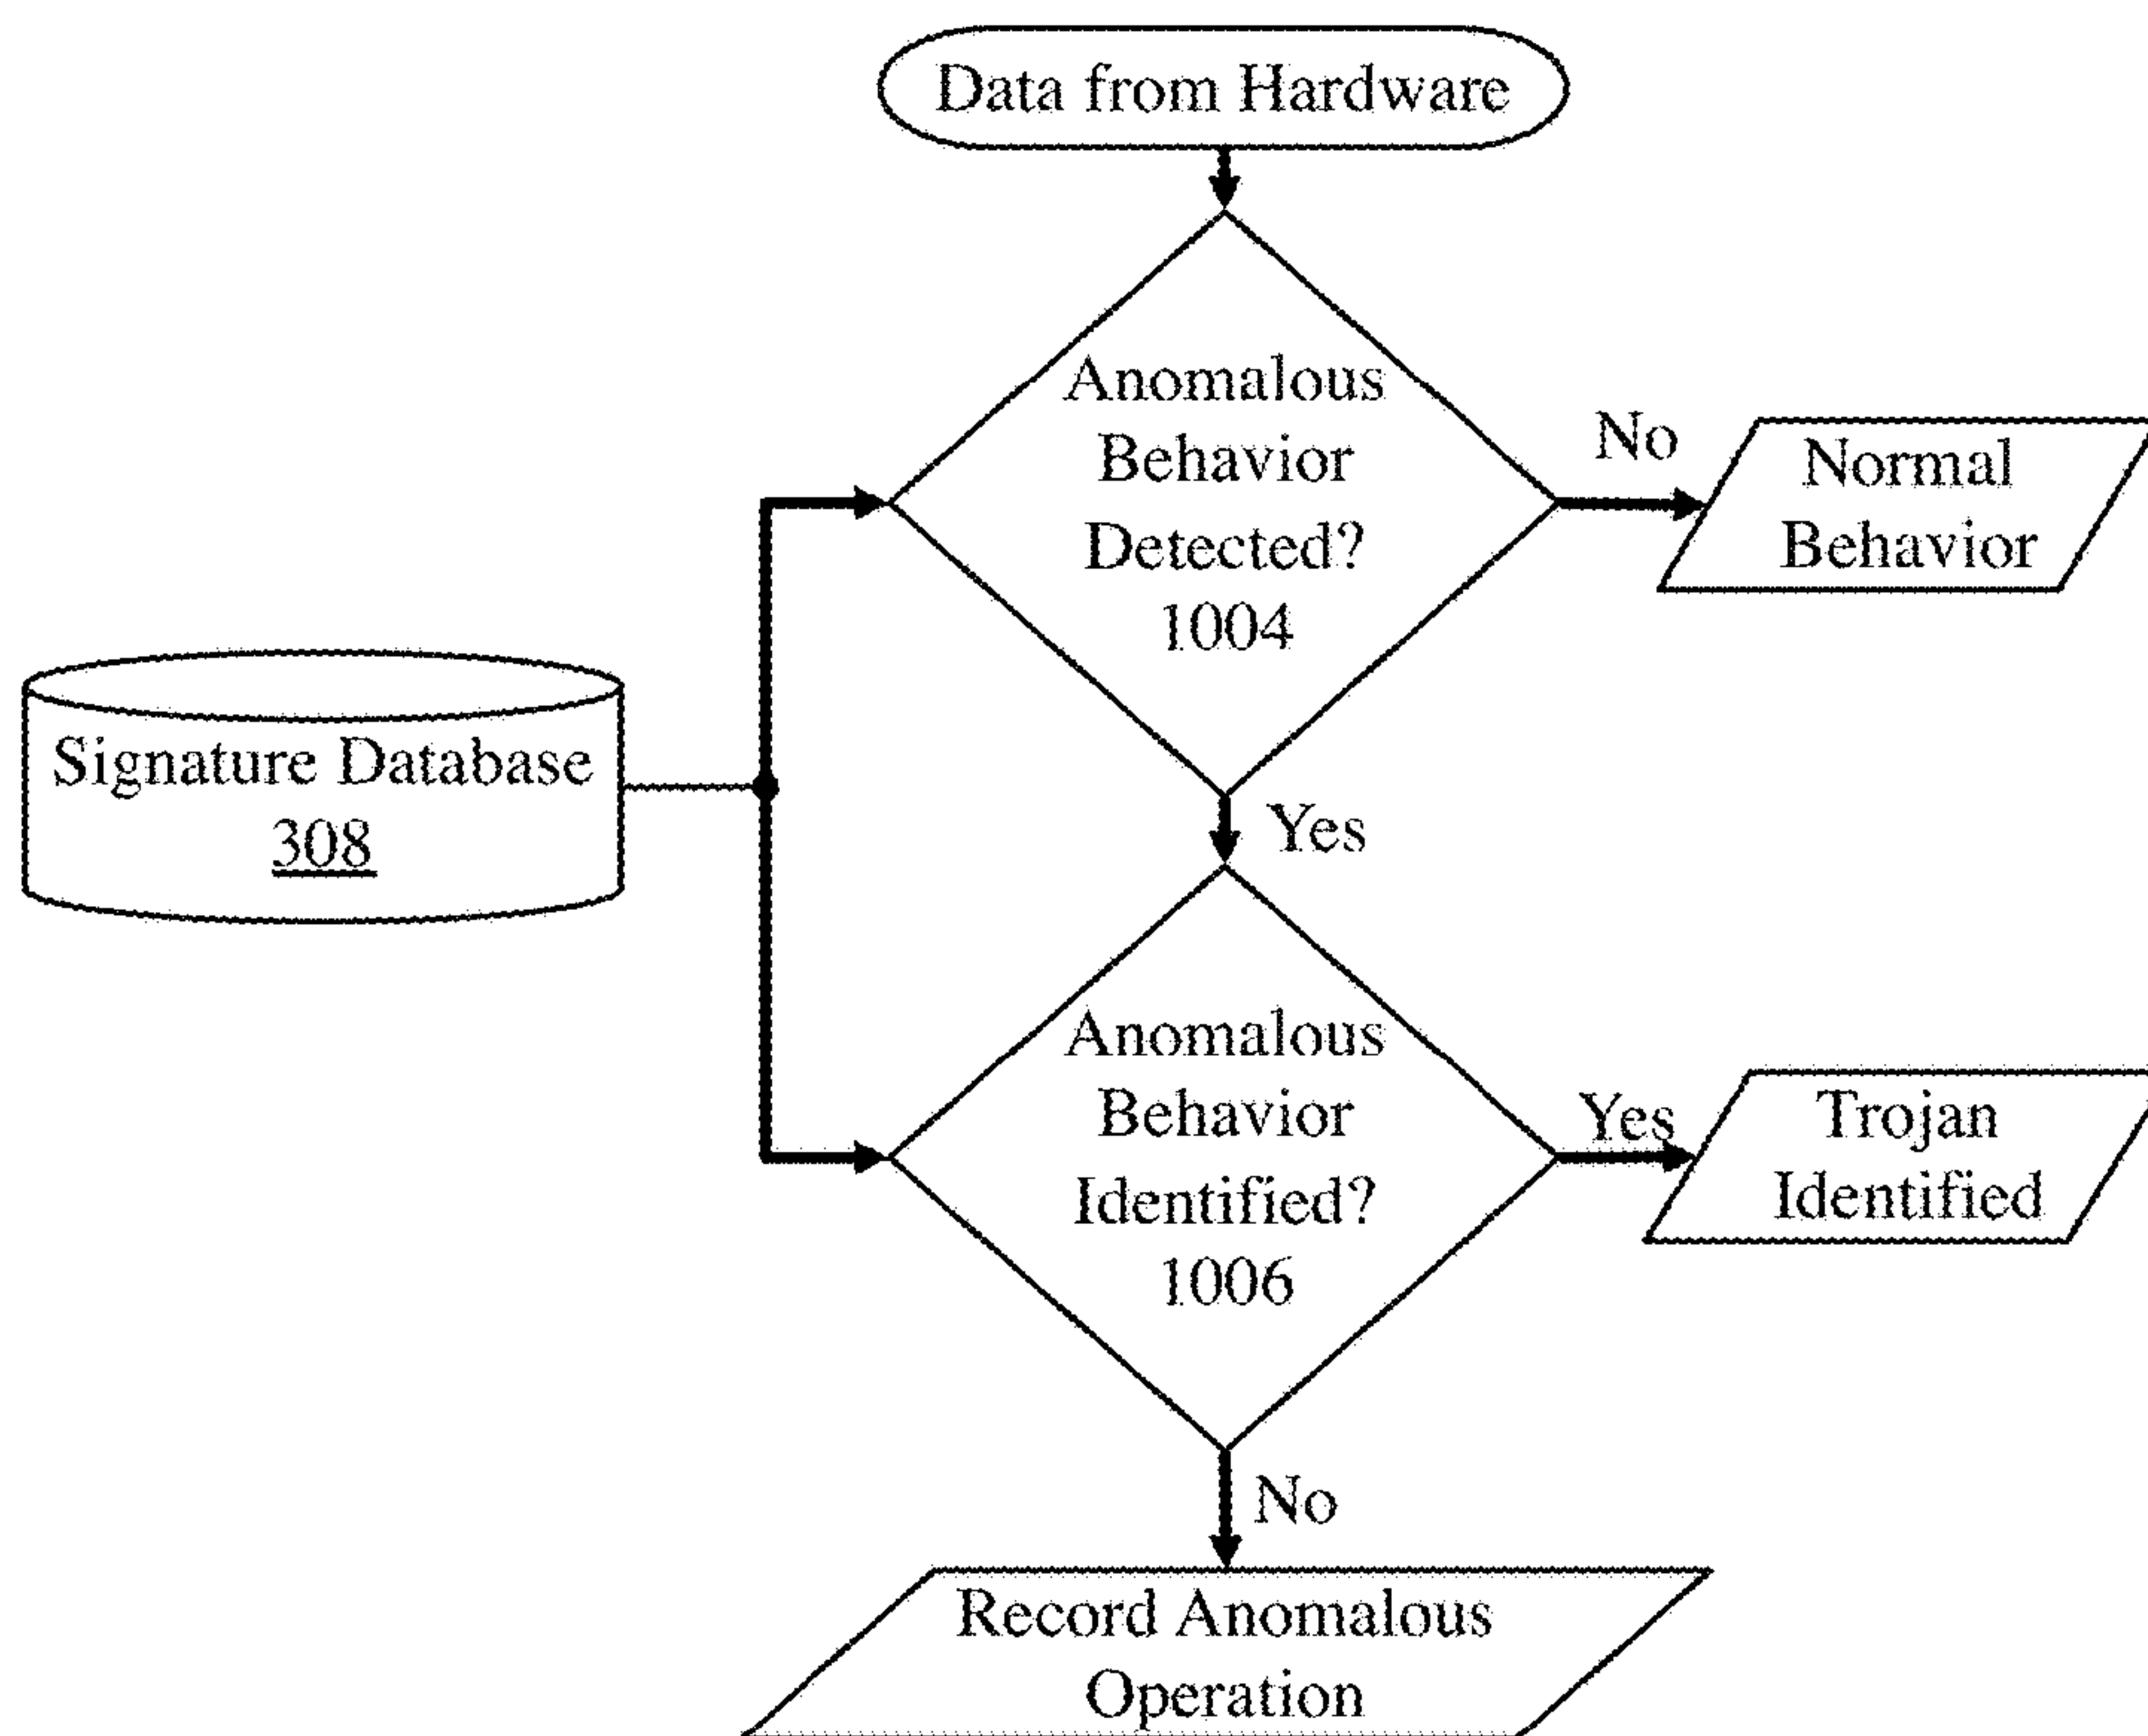 Data from Hardware
Anomalous
Behavior
Detected?
1004
No
Normal
Behavior
Signature Database
308
Yes
Anomalous
Behavior
Identified?
1006
Yes
Trojan
Identified
No
Record Anomalous
Operation